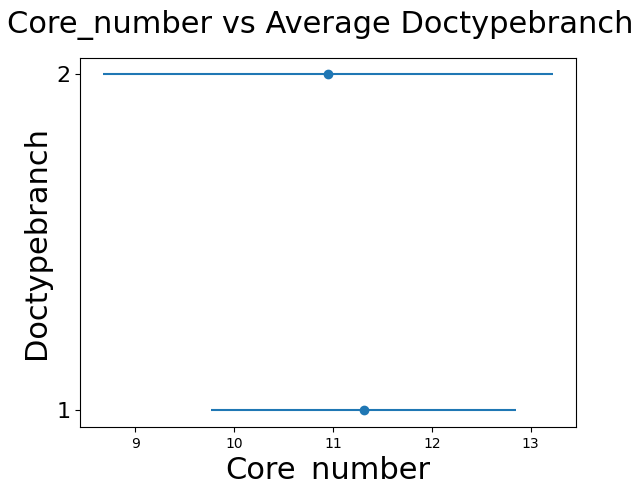 Core_number vs Average Doctypebranch
2
Doctypebranch
1
9 10 11 12 13
Core_number